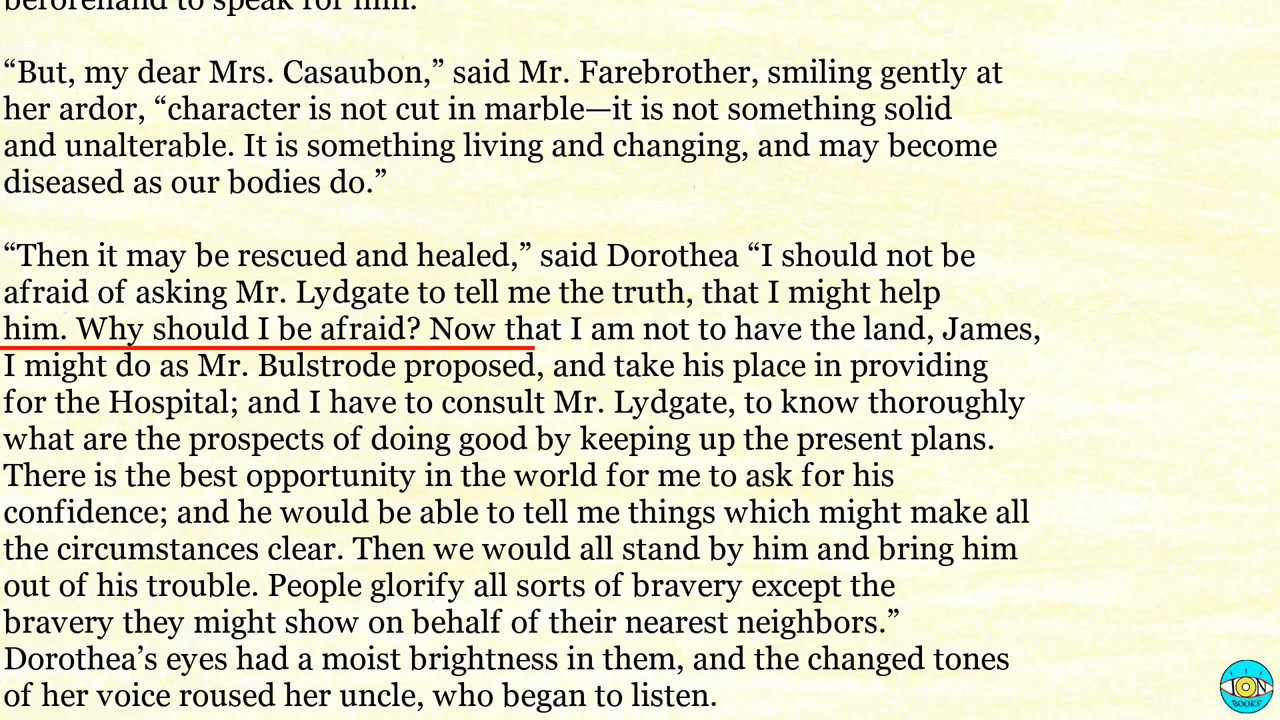 beforehand to speak for him.
“But, my dear Mrs. Casaubon,” said Mr. Farebrother, smiling gently at
her ardor, “character is not cut in marble—it is not something solid
and unalterable. It is something living and changing, and may become
diseased as our bodies do.”
“Then it may be rescued and healed,” said Dorothea “I should not be
afraid of asking Mr. Lydgate to tell me the truth, that I might help
him. Why should I be afraid? Now that I am not to have the land, James,
I might do as Mr. Bulstrode proposed, and take his place in providing
for the Hospital; and I have to consult Mr. Lydgate, to know thoroughly
what are the prospects of doing good by keeping up the present plans.
There is the best opportunity in the world for me to ask for his
confidence; and he would be able to tell me things which might make all
the circumstances clear. Then we would all stand by him and bring him
out of his trouble. People glorify all sorts of bravery except the
bravery they might show on behalf of their nearest neighbors.”
Dorothea’s eyes had a moist brightness in them, and the changed tones
of her voice roused her uncle, who began to listen.
ION
BOOKS